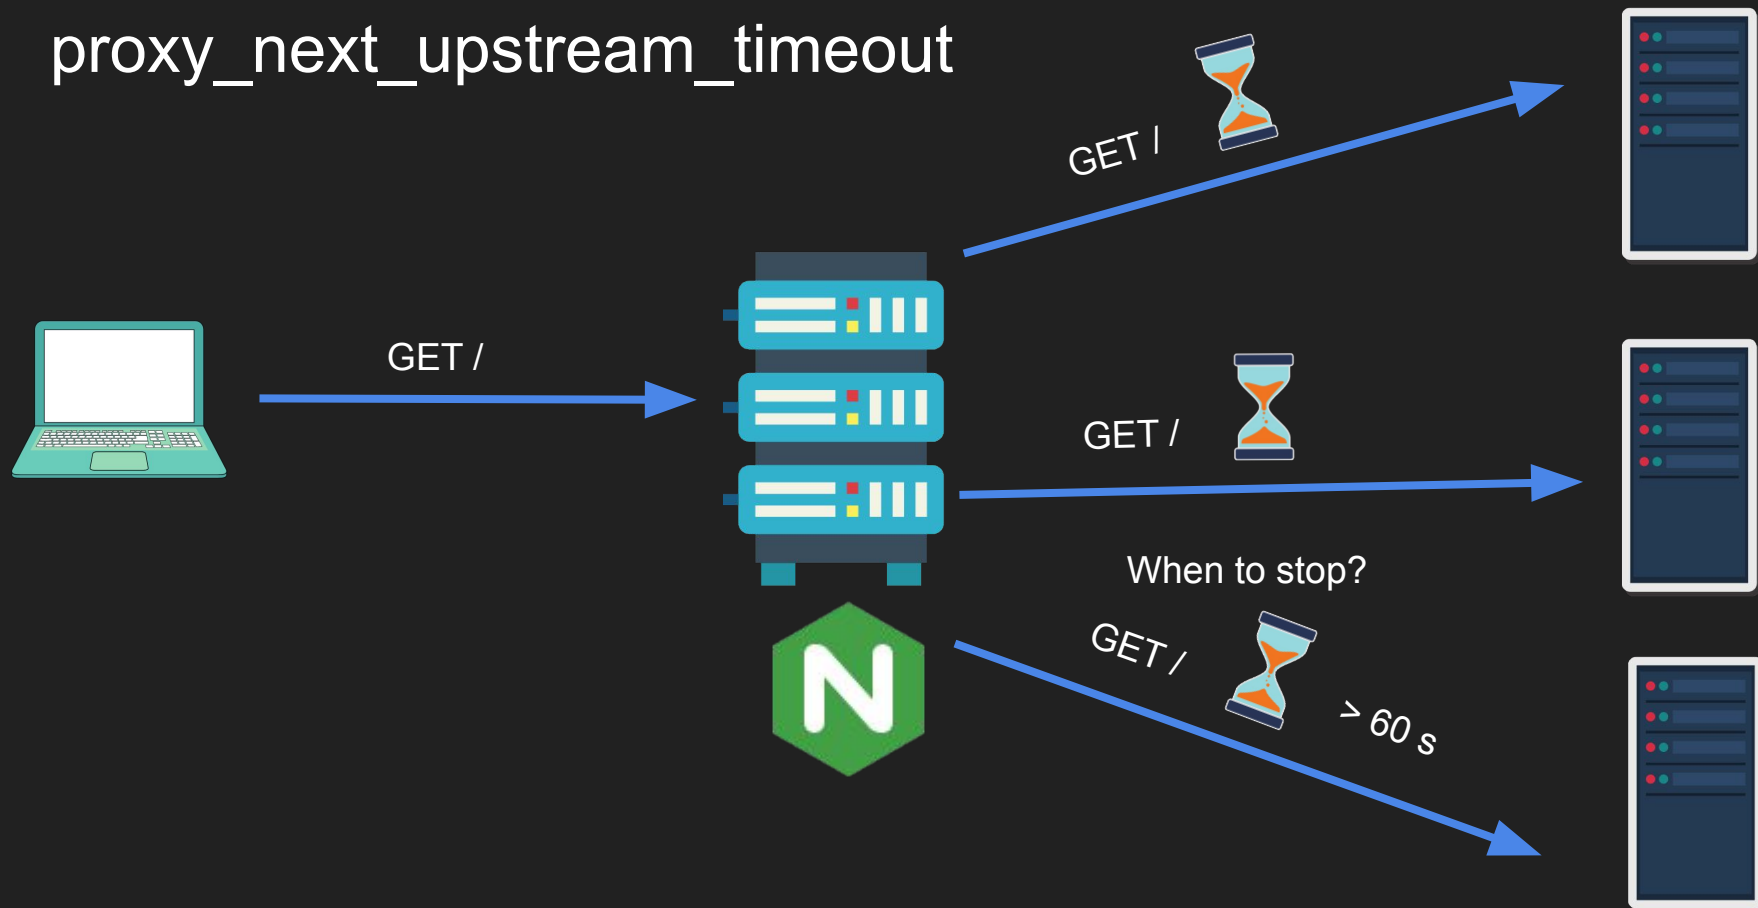 proxy_next_upstream_timeout
GET /
GET /
GET /
When to stop?
GET /
> 60 s
N